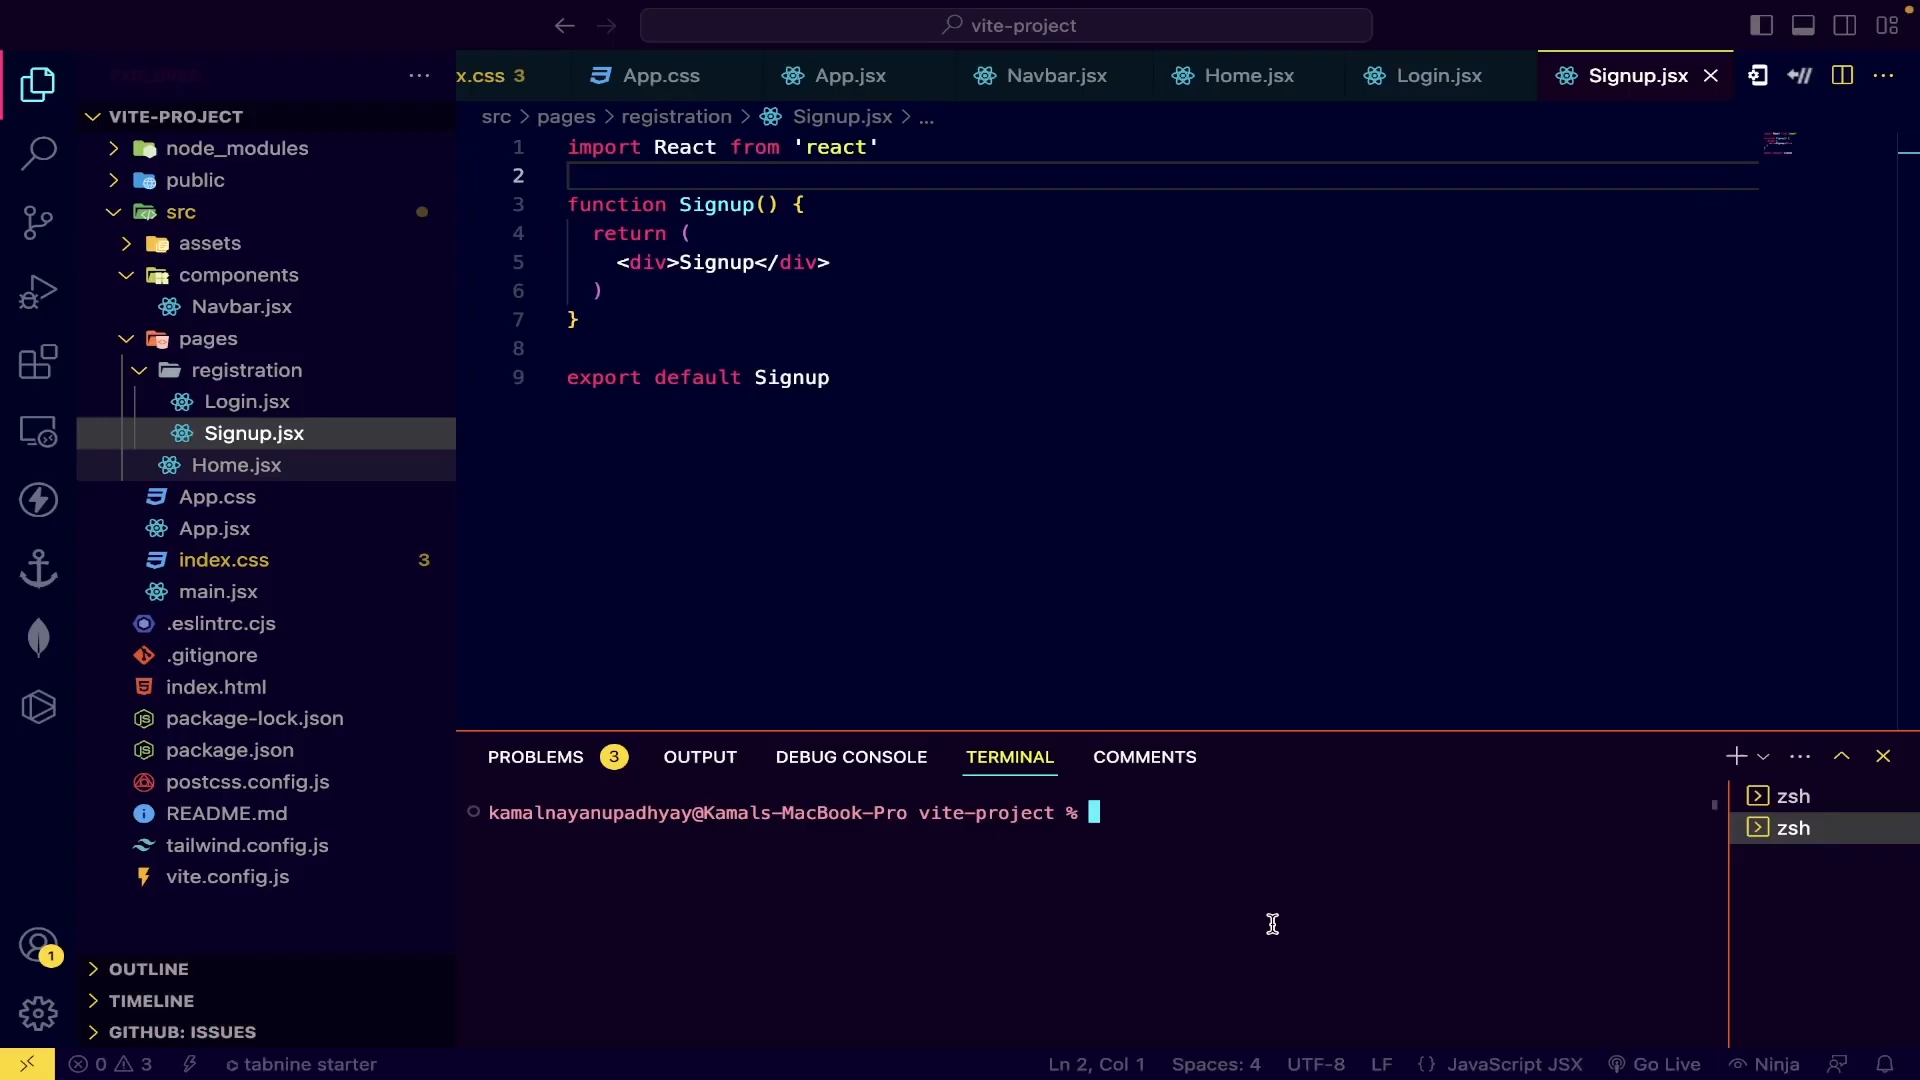 vite-project
x.css 3
App.css
App.jsx
Navbar.jsx
Home.jsx
Login.jsx
Signup.jsx
src > pages > registration > Signup.jsx > ...
VITE-PROJECT
node_modules
public
src
assets
components
Navbar.jsx
pages
registration
Login.jsx
Signup.jsx
Home.jsx
App.css
App.jsx
index.css 3
main.jsx
.eslintrc.cjs
.gitignore
index.html
package-lock.json
package.json
postcss.config.js
README.md
tailwind.config.js
vite.config.js
OUTLINE
TIMELINE
GITHUB: ISSUES
1 import React from 'react'
2
3 function Signup() {
4 return (
5 <div>Signup</div>
6 )
7 }
8
9 export default Signup
PROBLEMS 3 OUTPUT DEBUG CONSOLE TERMINAL COMMENTS
kamalnayanupadhyay@Kamals-MacBook-Pro vite-project %
zsh
zsh
1
0 3 tabnine starter
Ln 2, Col 1 Spaces: 4 UTF-8 LF {} JavaScript JSX Go Live Ninja